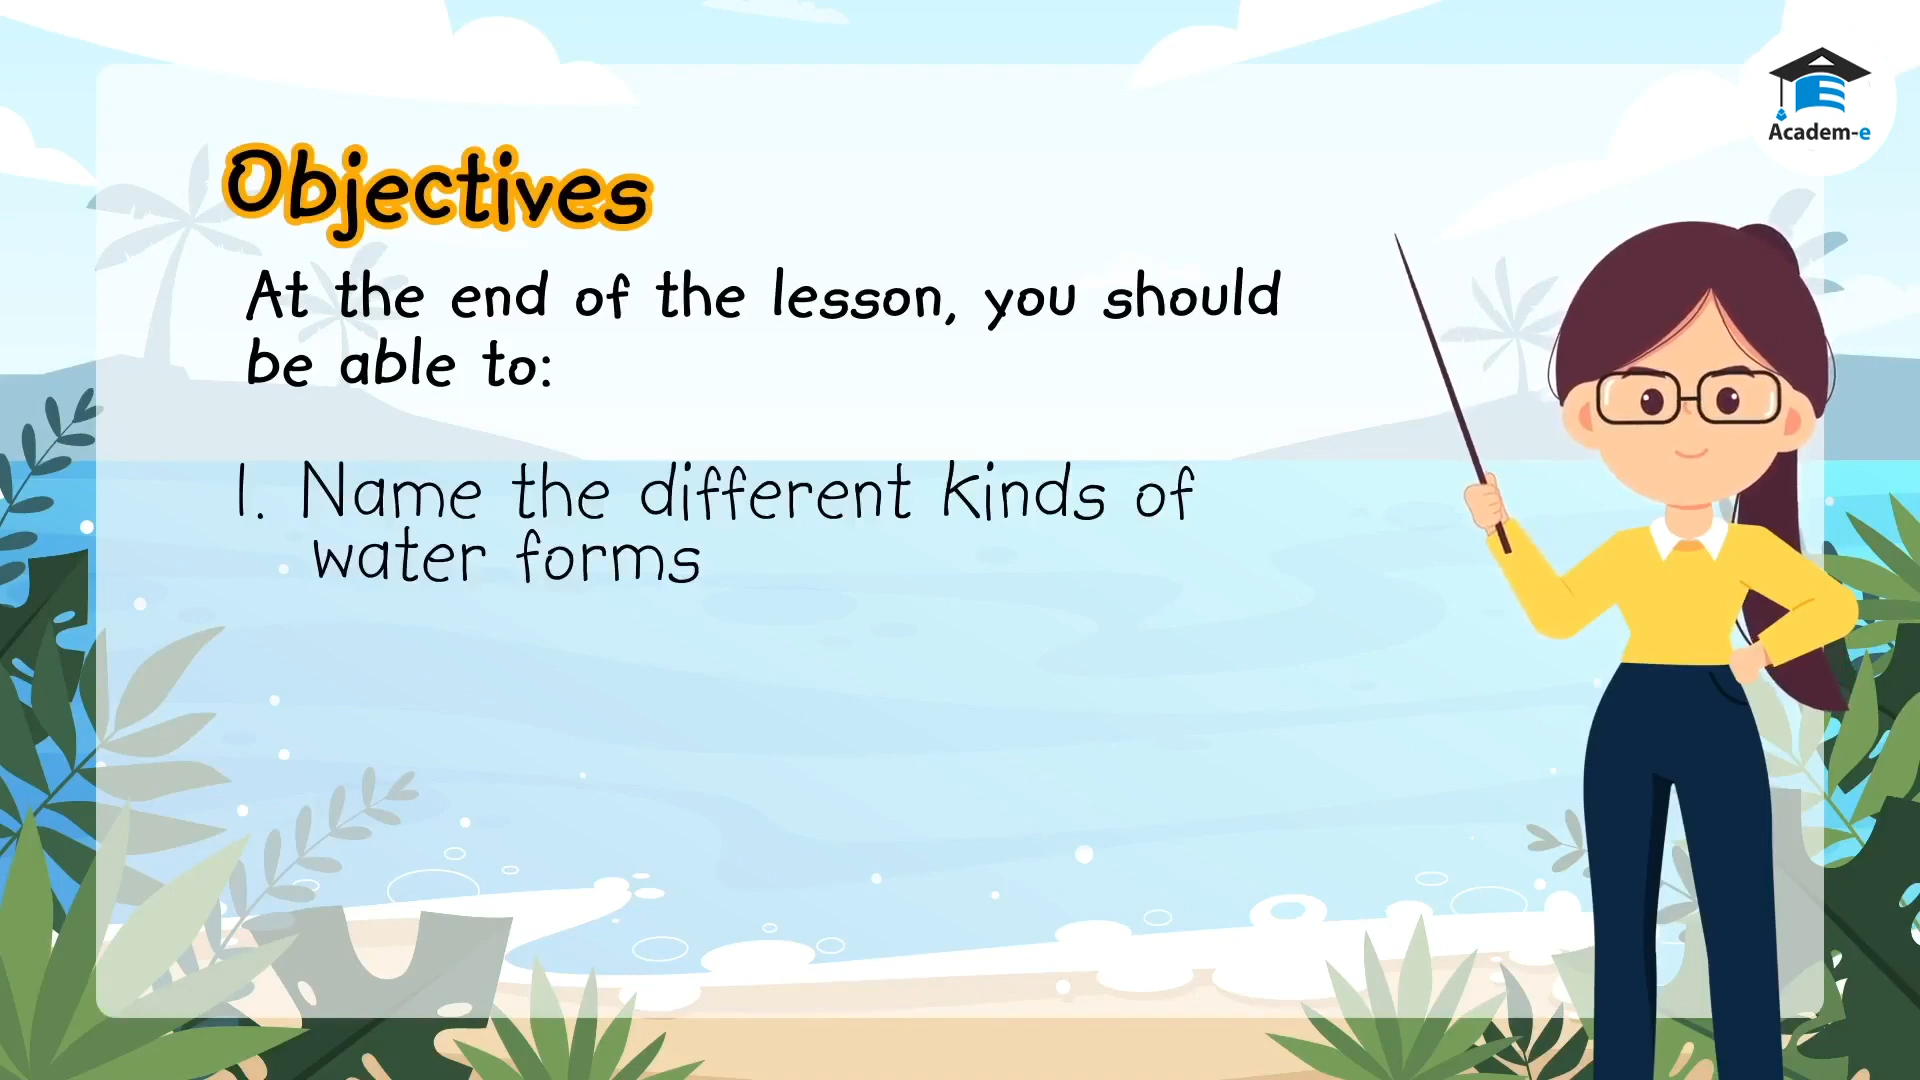 Academ-e
Objectives
At the end of the lesson, you should
be able to:
1. Name the different kinds of
water forms